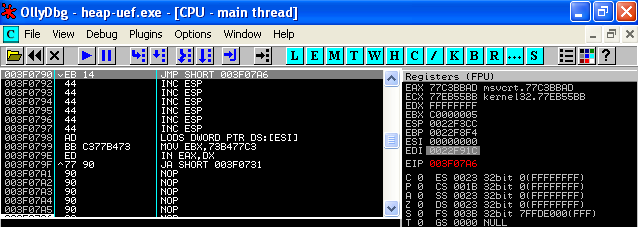 OllyDbg - heap-uef.exe - [CPU - main thread]
C File View Debug Plugins Options Window Help
L E M T W H C / K B R ... S
003F0790 EB 14 JMP SHORT 003F07A6
003F0792 44 INC ESP
003F0793 44 INC ESP
003F0794 44 INC ESP
003F0795 44 INC ESP
003F0796 44 INC ESP
003F0797 44 INC ESP
003F0798 AD LODS DWORD PTR DS:[ESI]
003F0799 BB C377B473 MOV EBX,73B477C3
003F079E ED IN EAX,DX
003F079F ^77 90 JA SHORT 003F0731
003F07A1 90 NOP
003F07A2 90 NOP
003F07A3 90 NOP
003F07A4 90 NOP
003F07A5 90 NOP
Registers (FPU)
EAX 77C3BBAD msvcrt.77C3BBAD
ECX 77EB55BB kernel32.77EB55BB
EDX FFFFFFFF
EBX C0000005
ESP 0022F3CC
EBP 0022F8F4
ESI 00000000
EDI 0022F91C
EIP 003F07A6
C 0 ES 0023 32bit 0(FFFFFFFF)
P 0 CS 001B 32bit 0(FFFFFFFF)
A 0 SS 0023 32bit 0(FFFFFFFF)
Z 0 DS 0023 32bit 0(FFFFFFFF)
S 0 FS 003B 32bit 7FFDE000(FFF)
T 0 GS 0000 NULL